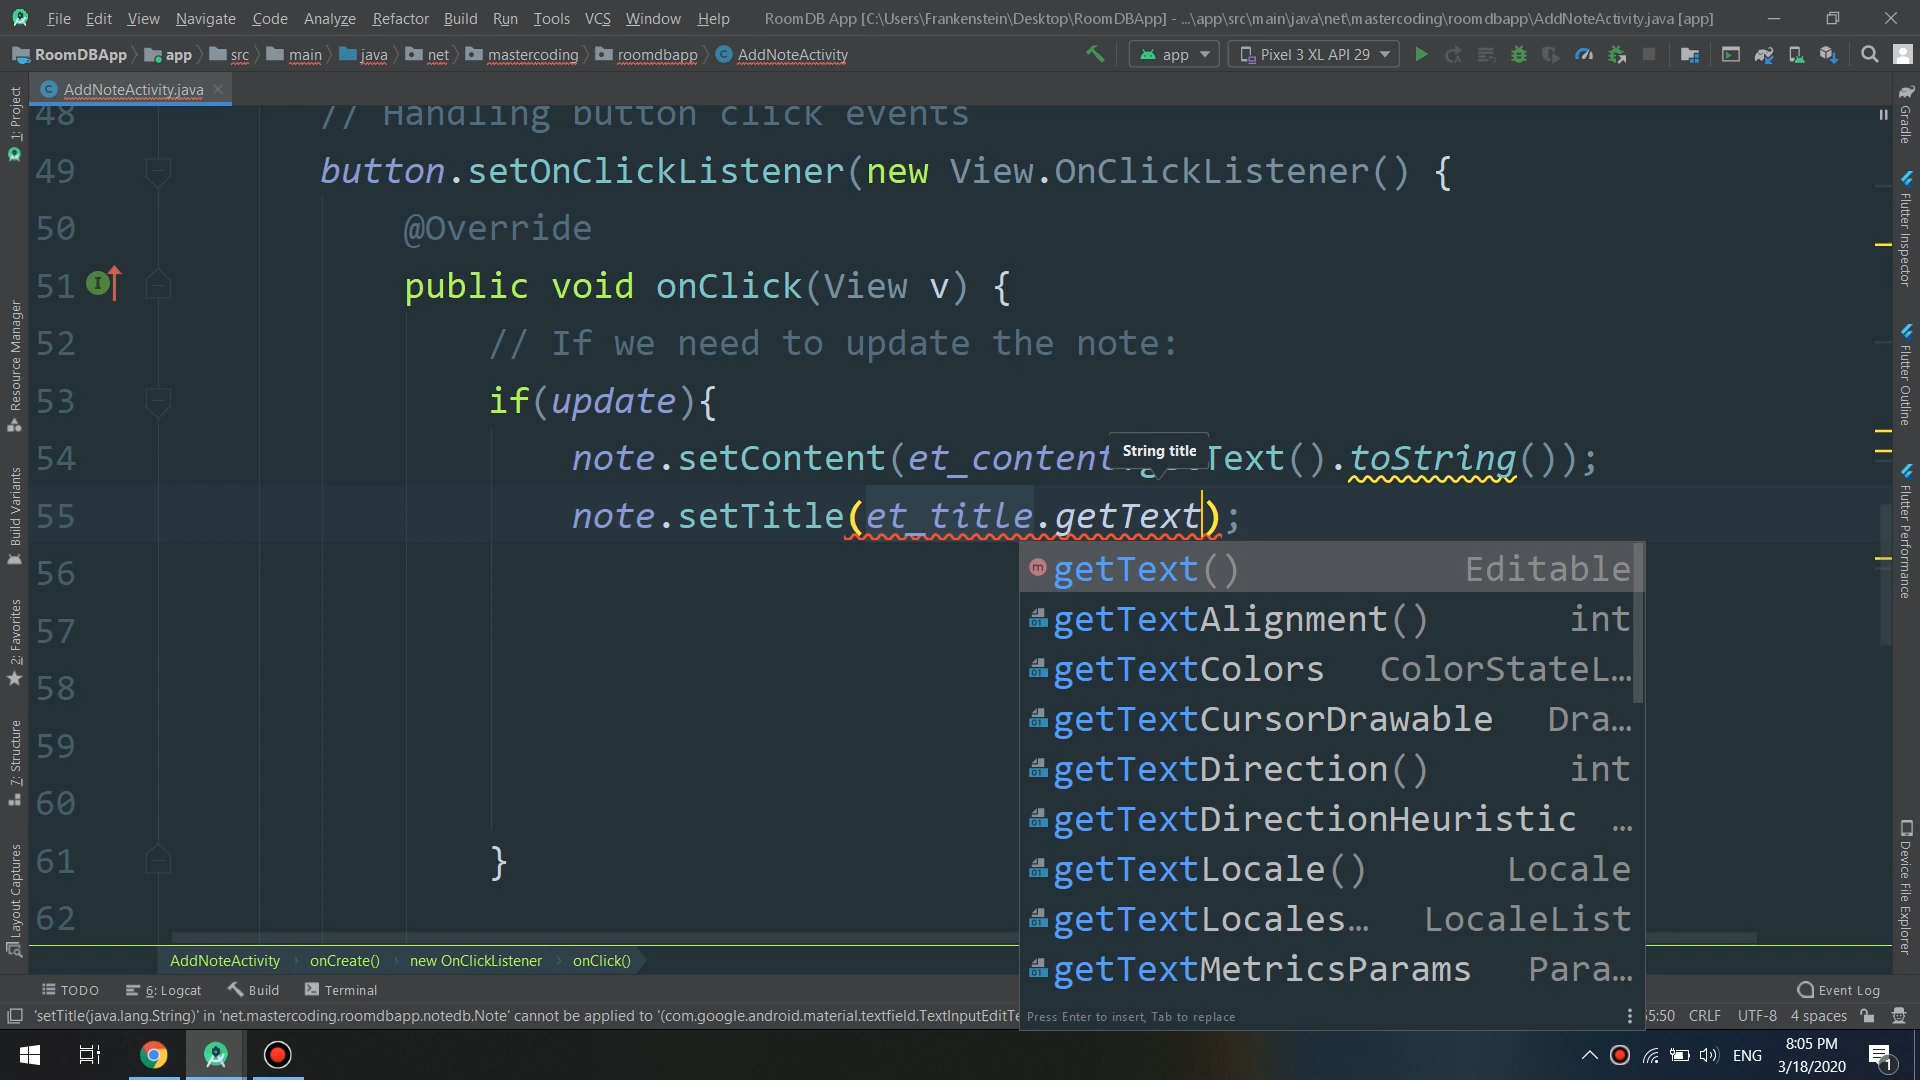 File Edit View Navigate Code Analyze Refactor Build Run Tools VCS Window Help RoomDB App [C:\Users\Frankenstein\Desktop\RoomDBApp] - ...\app\src\main\java\net\mastercoding\roomdbapp\AddNoteActivity.java [app]
RoomDBApp app src main java net mastercoding roomdbapp AddNoteActivity app Pixel 3 XL API 29
AddNoteActivity.java
48 // Handling button click events
49 button.setOnClickListener(new View.OnClickListener() {
50 @Override
51 public void onClick(View v) {
52 // If we need to update the note:
53 if(update){
String title
54 note.setContent(et_content.getText().toString());
55 note.setTitle(et_title.getText);
56
57
58
59
60
61 }
62
getText() Editable
getTextAlignment() int
getTextColors ColorStateL…
getTextCursorDrawable Dra…
getTextDirection() int
getTextDirectionHeuristic …
getTextLocale() Locale
getTextLocales… LocaleList
getTextMetricsParams Para…
Press Enter to insert, Tab to replace
1: Project
Resource Manager
Build Variants
2: Favorites
7: Structure
Layout Captures
Gradle
Flutter Inspector
Flutter Outline
Flutter Performance
Device File Explorer
AddNoteActivity onCreate() new OnClickListener onClick()
TODO 6: Logcat Build Terminal Event Log
'setTitle(java.lang.String)' in 'net.mastercoding.roomdbapp.notedb.Note' cannot be applied to '(com.google.android.material.textfield.TextInputEditTe 55:50 CRLF UTF-8 4 spaces
ENG 8:05 PM
3/18/2020
1